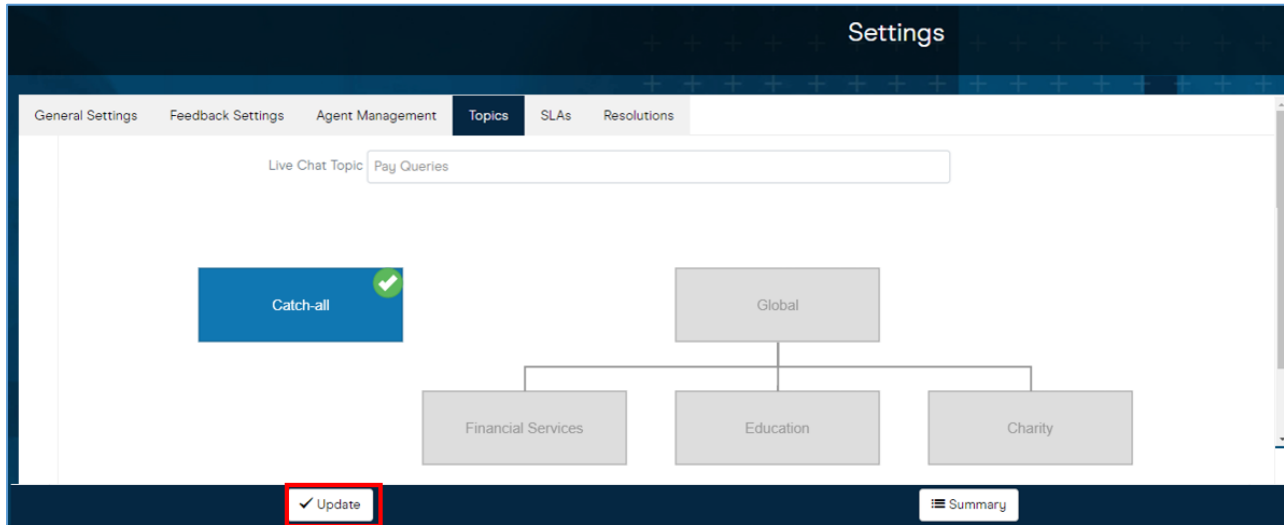 Settings
General Settings Feedback Settings Agent Management Topics SLAs Resolutions
Live Chat Topic Pay Queries
Catch-all Global
Financial Services Education Charity
Update Summary